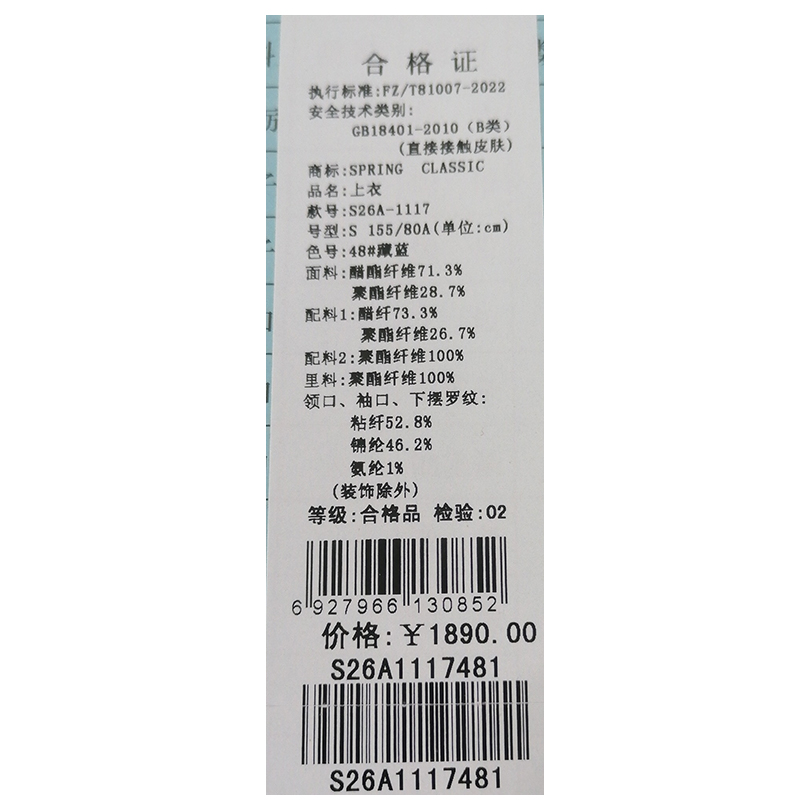 合格证
执行标准:FZ/T81007-2022
安全技术类别:
GB18401-2010（B类）
(直接接触皮肤)
商标:SPRING CLASSIC
品名:上衣
款号:S26A-1117
号型:S 155/80A(单位:cm)
色号:48#藏蓝
面料:醋酯纤维71.3%
聚酯纤维28.7%
配料1:醋纤73.3%
聚酯纤维26.7%
配料2:聚酯纤维100%
里料:聚酯纤维100%
领口、袖口、下摆罗纹:
粘纤52.8%
锦纶46.2%
氨纶1%
(装饰除外)
等级:合格品 检验:02
6 927966 130852
价格:￥1890.00
S26A1117481
S26A1117481